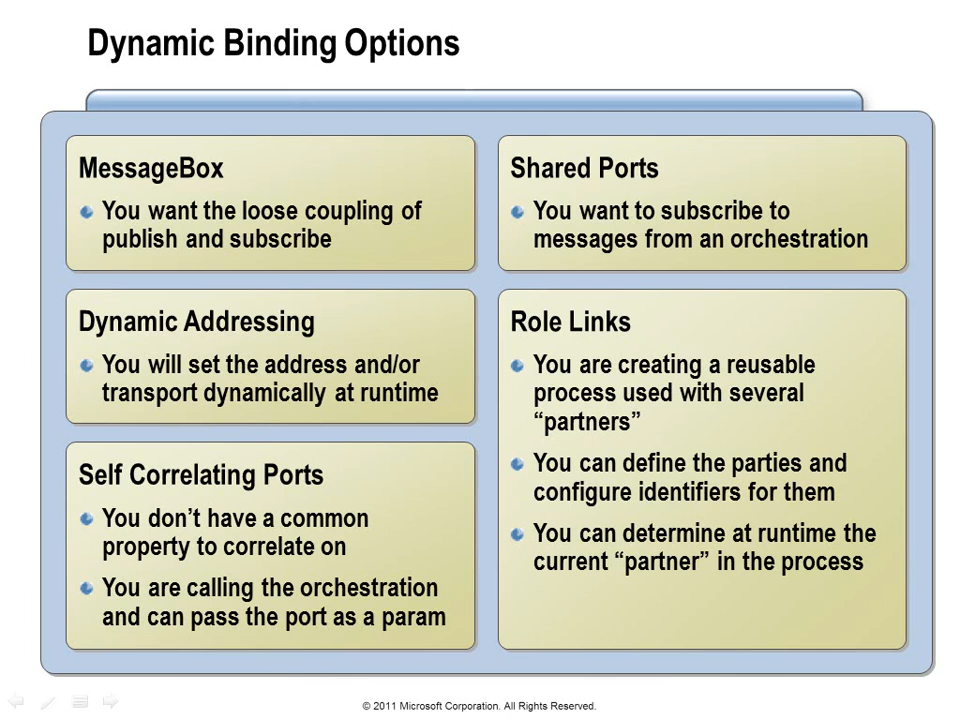 Dynamic Binding Options
MessageBox
You want the loose coupling of
publish and subscribe
Dynamic Addressing
You will set the address and/or
transport dynamically at runtime
Self Correlating Ports
You don’t have a common
property to correlate on
You are calling the orchestration
and can pass the port as a param
Shared Ports
You want to subscribe to
messages from an orchestration
Role Links
You are creating a reusable
process used with several
“partners”
You can define the parties and
configure identifiers for them
You can determine at runtime the
current “partner” in the process
© 2011 Microsoft Corporation. All Rights Reserved.